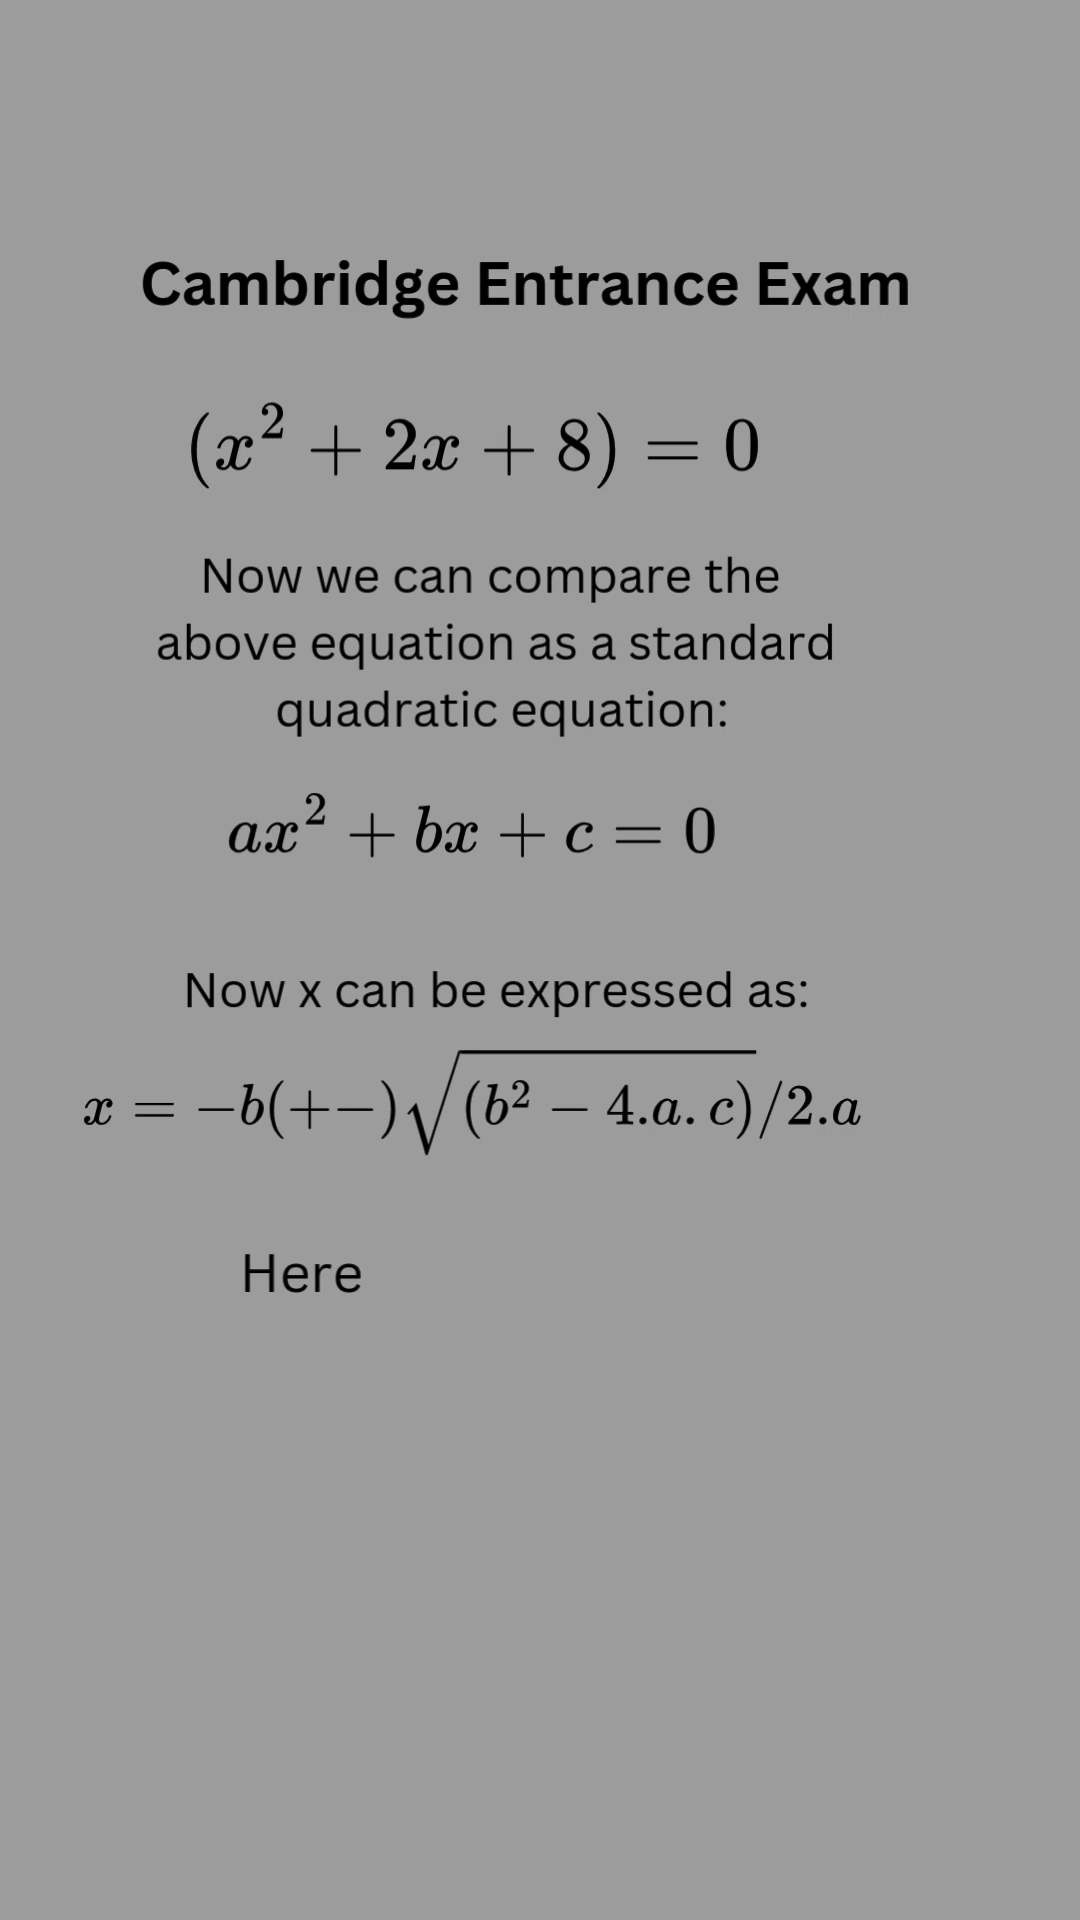 Cambridge Entrance Exam
(x² + 2x + 8) = 0
Now we can compare the
above equation as a standard
quadratic equation:
ax² + bx + c = 0
Now x can be expressed as:
x = −b(+−)√(b² − 4.a. c)/2.a
Here